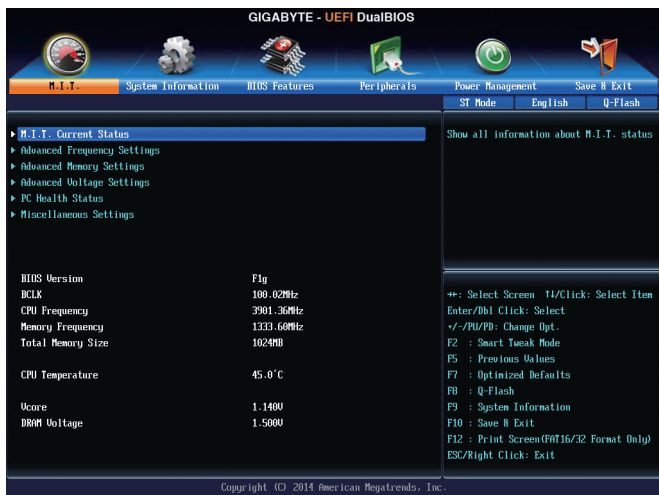 GIGABYTE - UEFI DualBIOS
M.I.T. System Information BIOS Features Peripherals Power Management Save & Exit
ST Mode English Q-Flash
M.I.T. Current Status
Advanced Frequency Settings
Advanced Memory Settings
Advanced Voltage Settings
PC Health Status
Miscellaneous Settings
Show all information about M.I.T. status
BIOS Version F1g
BCLK 100.02MHz
CPU Frequency 3901.36MHz
Memory Frequency 1333.60MHz
Total Memory Size 1024MB
CPU Temperature 45.0°C
Vcore 1.140V
DRAM Voltage 1.500V
→←: Select Screen ↑↓/Click: Select Item
Enter/Dbl Click: Select
+/-/PU/PD: Change Opt.
F2 : Smart Tweak Mode
F5 : Previous Values
F7 : Optimized Defaults
F8 : Q-Flash
F9 : System Information
F10 : Save & Exit
F12 : Print Screen(FAT16/32 Format Only)
ESC/Right Click: Exit
Copyright (C) 2014 American Megatrends, Inc.